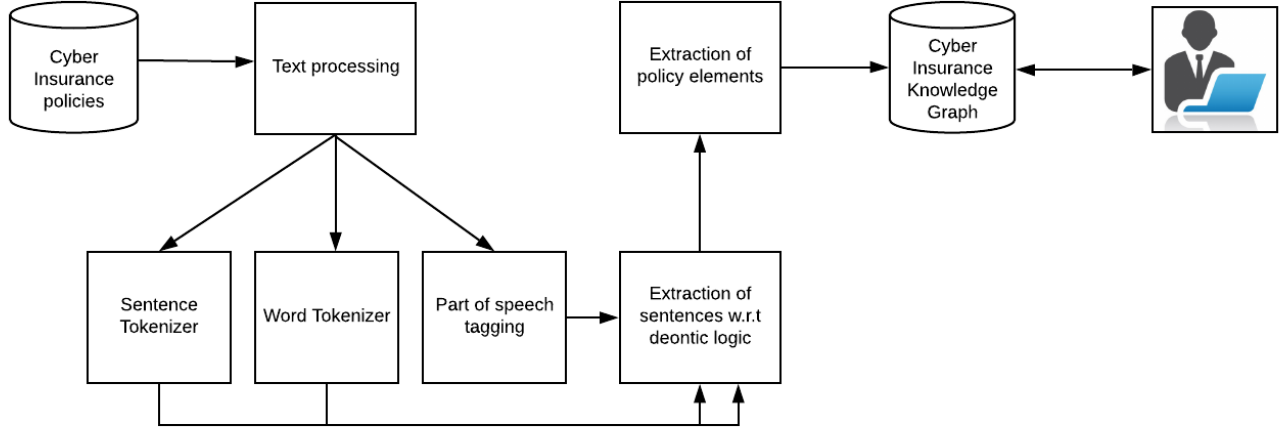 Cyber
Insurance
policies
Text processing
Extraction of
policy elements
Cyber
Insurance
Knowledge
Graph
Sentence
Tokenizer
Word Tokenizer
Part of speech
tagging
Extraction of
sentences w.r.t
deontic logic